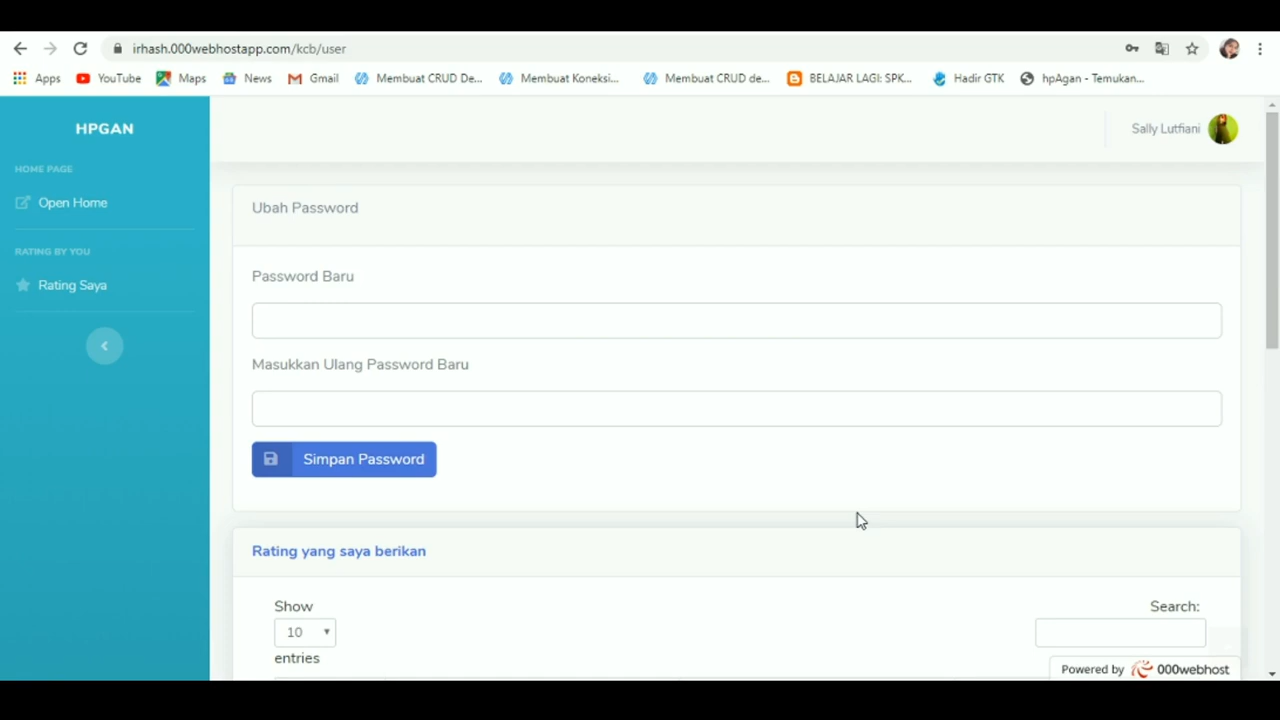 irhash.000webhostapp.com/kcb/user
Apps YouTube Maps News Gmail Membuat CRUD De... Membuat Koneksi... Membuat CRUD de... BELAJAR LAGI: SPK,... Hadir GTK hpAgan - Temukan...
HPGAN
Sally Lutfiani
HOME PAGE
Open Home
RATING BY YOU
Rating Saya
Ubah Password
Password Baru
Masukkan Ulang Password Baru
Simpan Password
Rating yang saya berikan
Show
10
entries
Search:
Powered by 000webhost